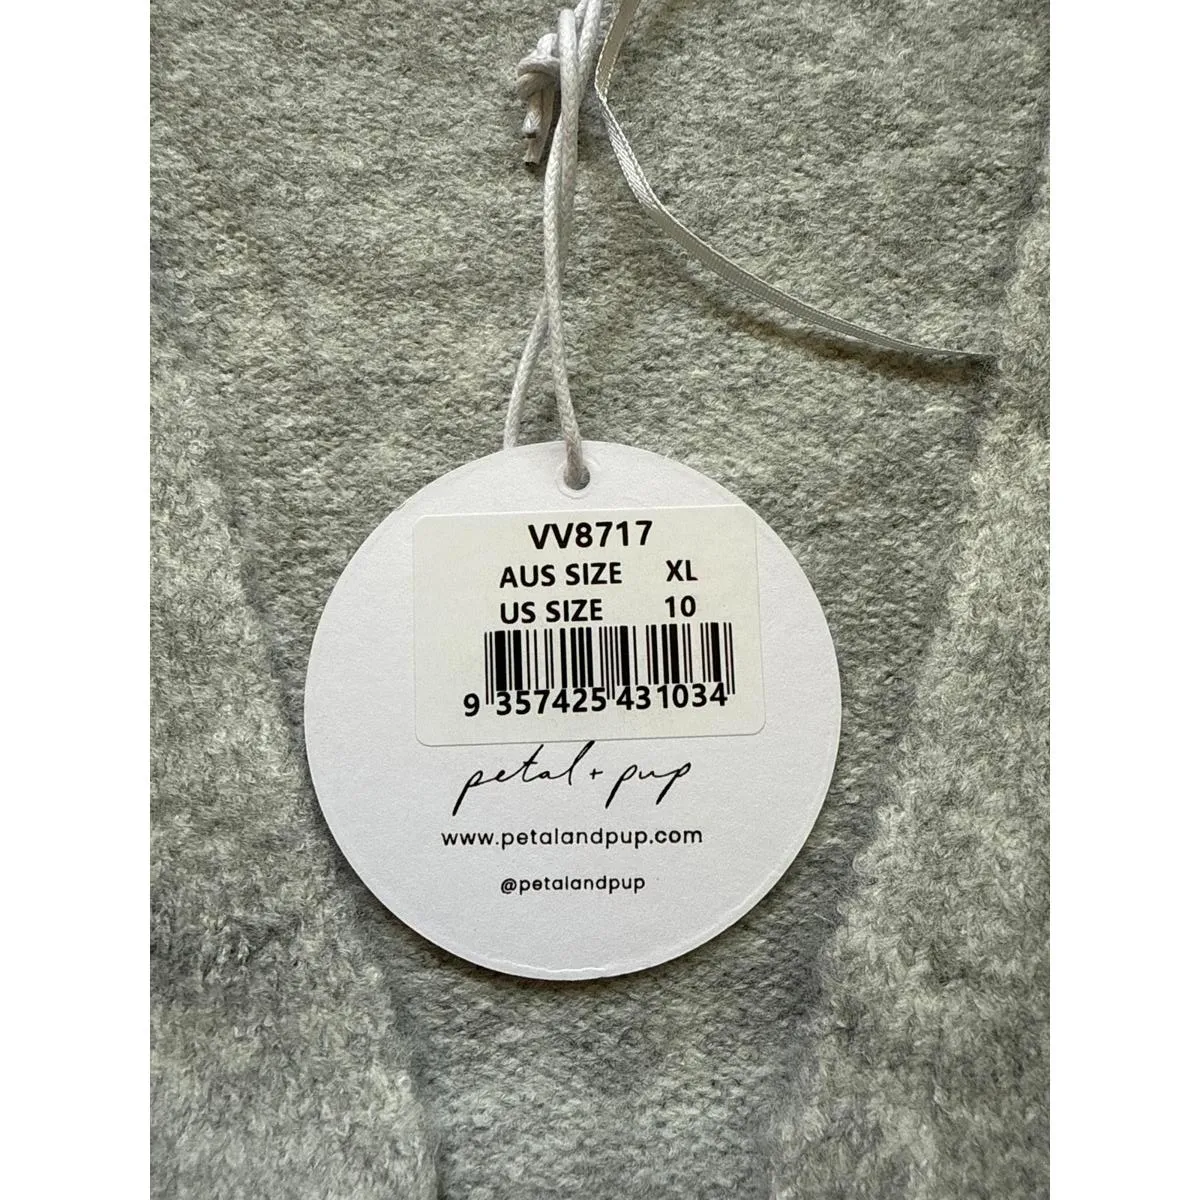 VV8717
AUS SIZE XL
US SIZE 10
9 357425 431034
petal + pup
www.petalandpup.com
@petalandpup